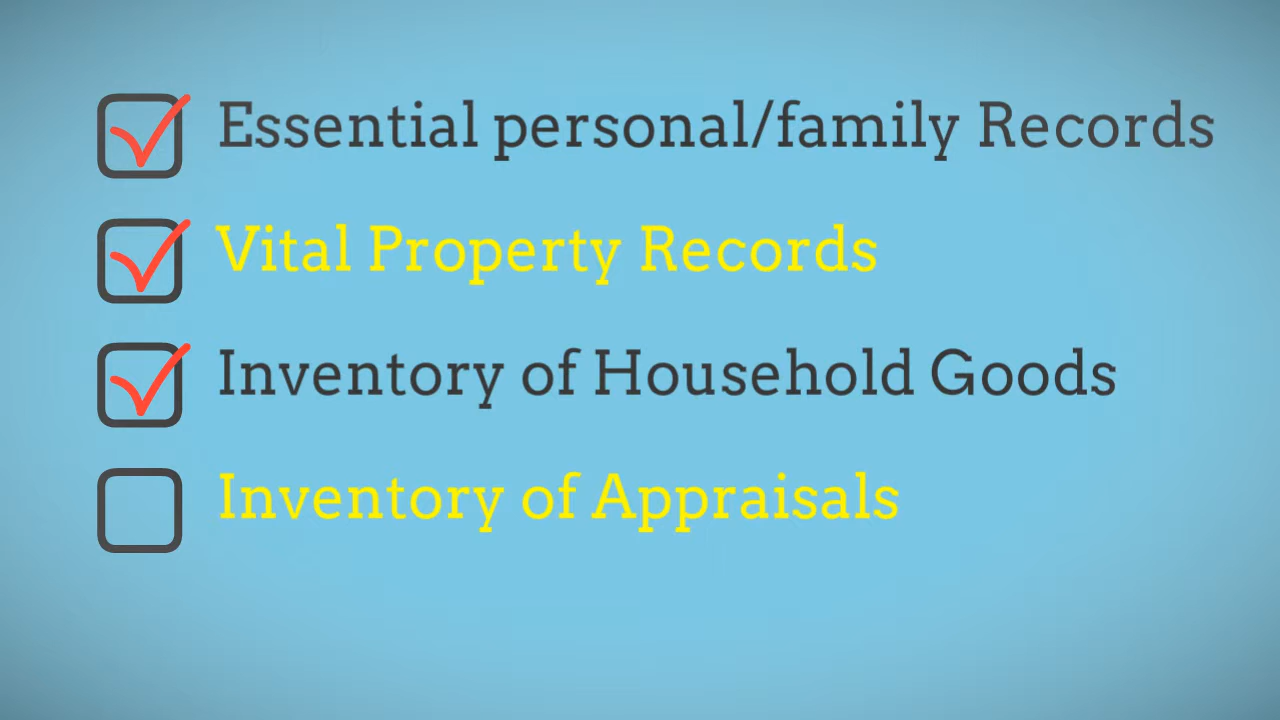 Essential personal/family Records
Vital Property Records
Inventory of Household Goods
Inventory of Appraisals